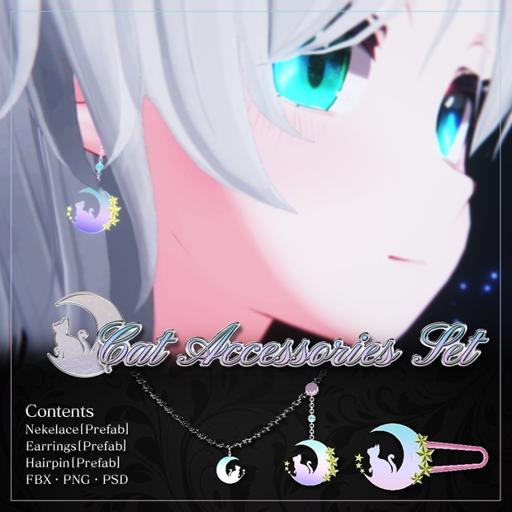 Cat Accessories Set
Contents
Nekelace[Prefab]
Earrings[Prefab]
Hairpin[Prefab]
FBX・PNG・PSD